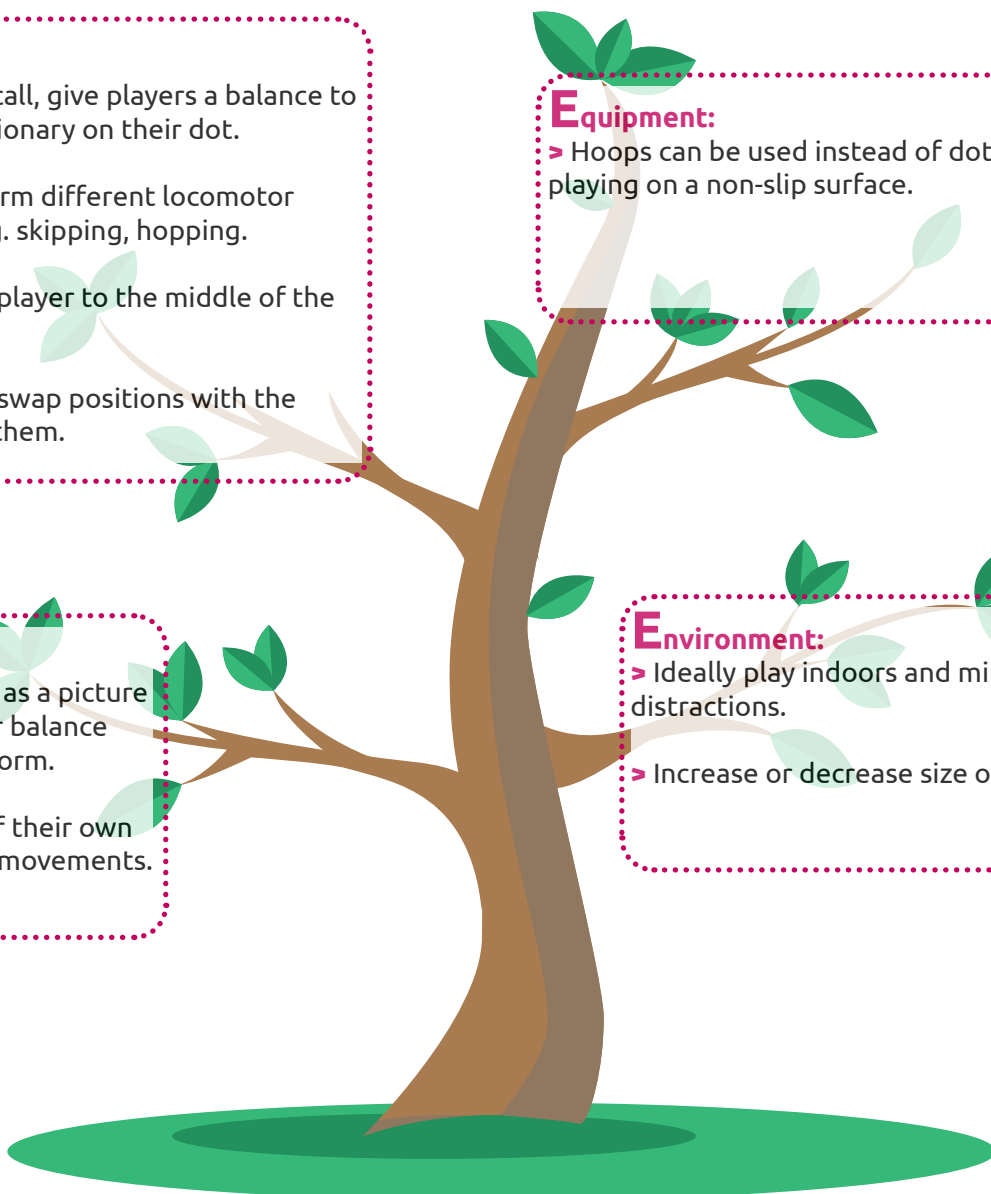 call, give players a balance to
ionary on their dot.
rm different locomotor
g. skipping, hopping.
player to the middle of the
swap positions with the
them.
Equipment:
> Hoops can be used instead of dot
playing on a non-slip surface.
as a picture
r balance
orm.
f their own
movements.
Environment:
> Ideally play indoors and mi
distractions.
> Increase or decrease size o